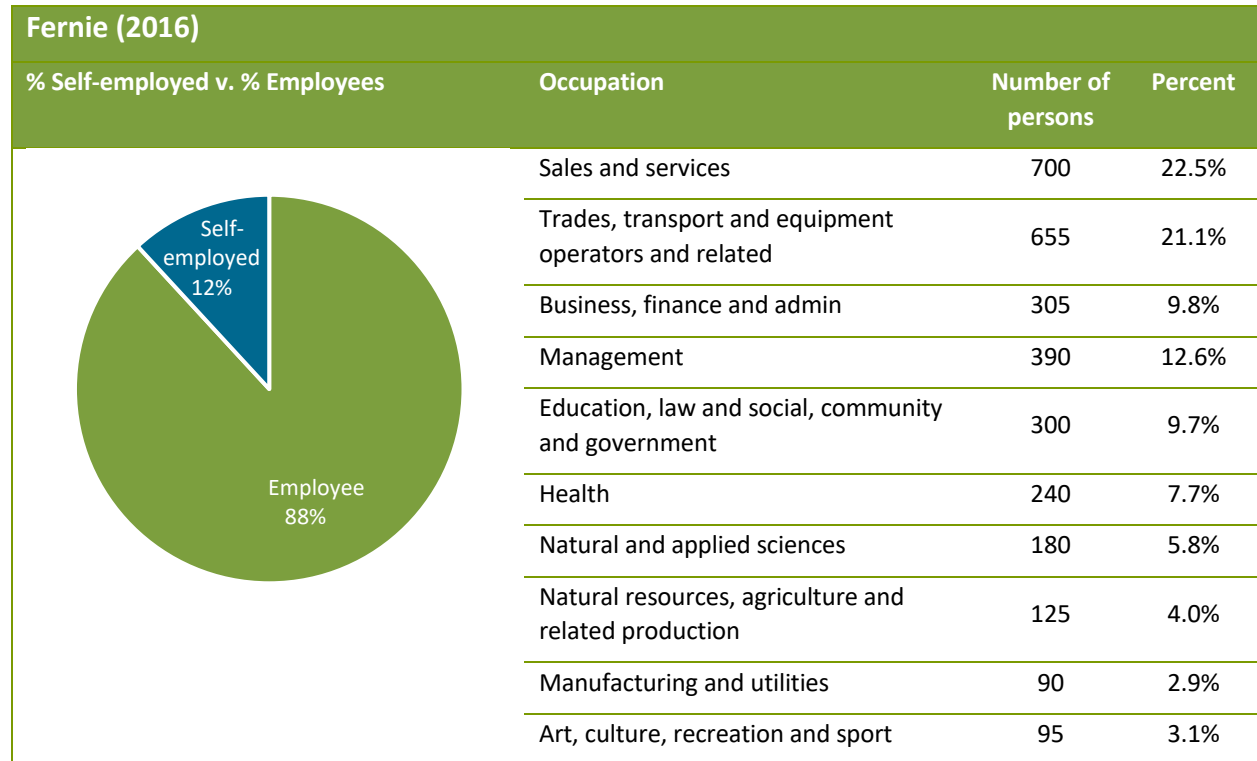 Fernie (2016)
% Self-employed v. % Employees
Occupation
Number of
persons
Percent
Self-
employed
12%
Employee
88%
Sales and services 700 22.5%
Trades, transport and equipment
operators and related 655 21.1%
Business, finance and admin 305 9.8%
Management 390 12.6%
Education, law and social, community
and government 300 9.7%
Health 240 7.7%
Natural and applied sciences 180 5.8%
Natural resources, agriculture and
related production 125 4.0%
Manufacturing and utilities 90 2.9%
Art, culture, recreation and sport 95 3.1%